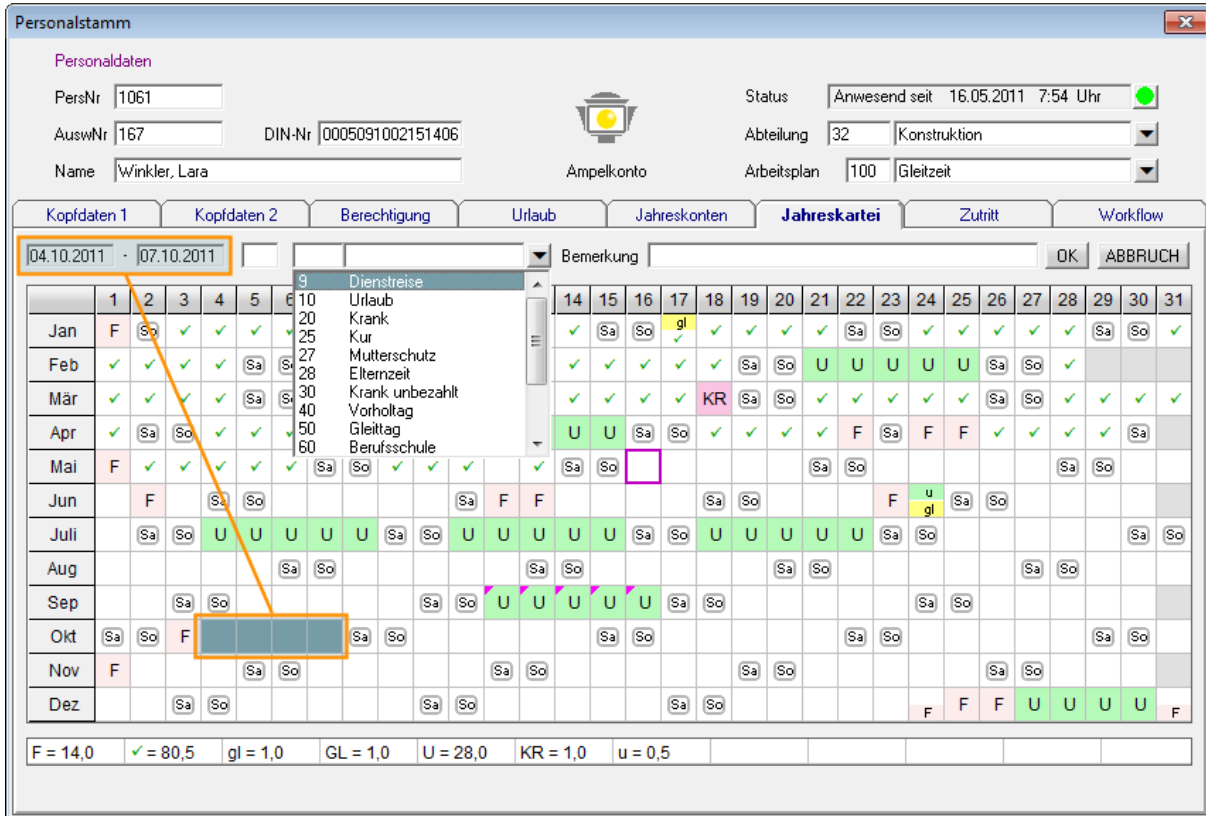 Personalstamm
Personaldaten
PersNr 1061
Status Anwesend seit 16.05.2011 7:54 Uhr
AuswNr 167 DIN-Nr 0005091002151406
Abteilung 32 Konstruktion
Name Winkler, Lara
Ampelkonto
Arbeitsplan 100 Gleitzeit
Kopfdaten 1 Kopfdaten 2 Berechtigung Urlaub Jahreskonten Jahreskartei Zutritt Workflow
04.10.2011 - 07.10.2011 Bemerkung OK ABBRUCH
9 Dienstreise
10 Urlaub
20 Krank
25 Kur
27 Mutterschutz
28 Elternzeit
30 Krank unbezahlt
40 Vorholtag
50 Gleittag
60 Berufsschule
1 2 3 4 5 14 15 16 17 18 19 20 21 22 23 24 25 26 27 28 29 30 31
Jan F So Sa So gl Sa So Sa So
Feb Sa Sa So U U U U U Sa So
Mär Sa KR Sa So Sa So
Apr Sa So U U Sa So F Sa F F Sa
Mai F Sa So Sa So Sa So Sa So
Jun F Sa So Sa F F Sa So F u gl Sa So
Juli Sa So U U U U U Sa So U U U U U Sa So U U U U U Sa So Sa So
Aug Sa So Sa So Sa So Sa So
Sep Sa So Sa So U U U U U Sa So Sa So
Okt Sa So F Sa So Sa So Sa So Sa So
Nov F Sa So Sa So Sa So Sa So
Dez Sa So Sa So Sa So F F F U U U U F
F = 14,0 ✓ = 80,5 gl = 1,0 GL = 1,0 U = 28,0 KR = 1,0 u = 0,5